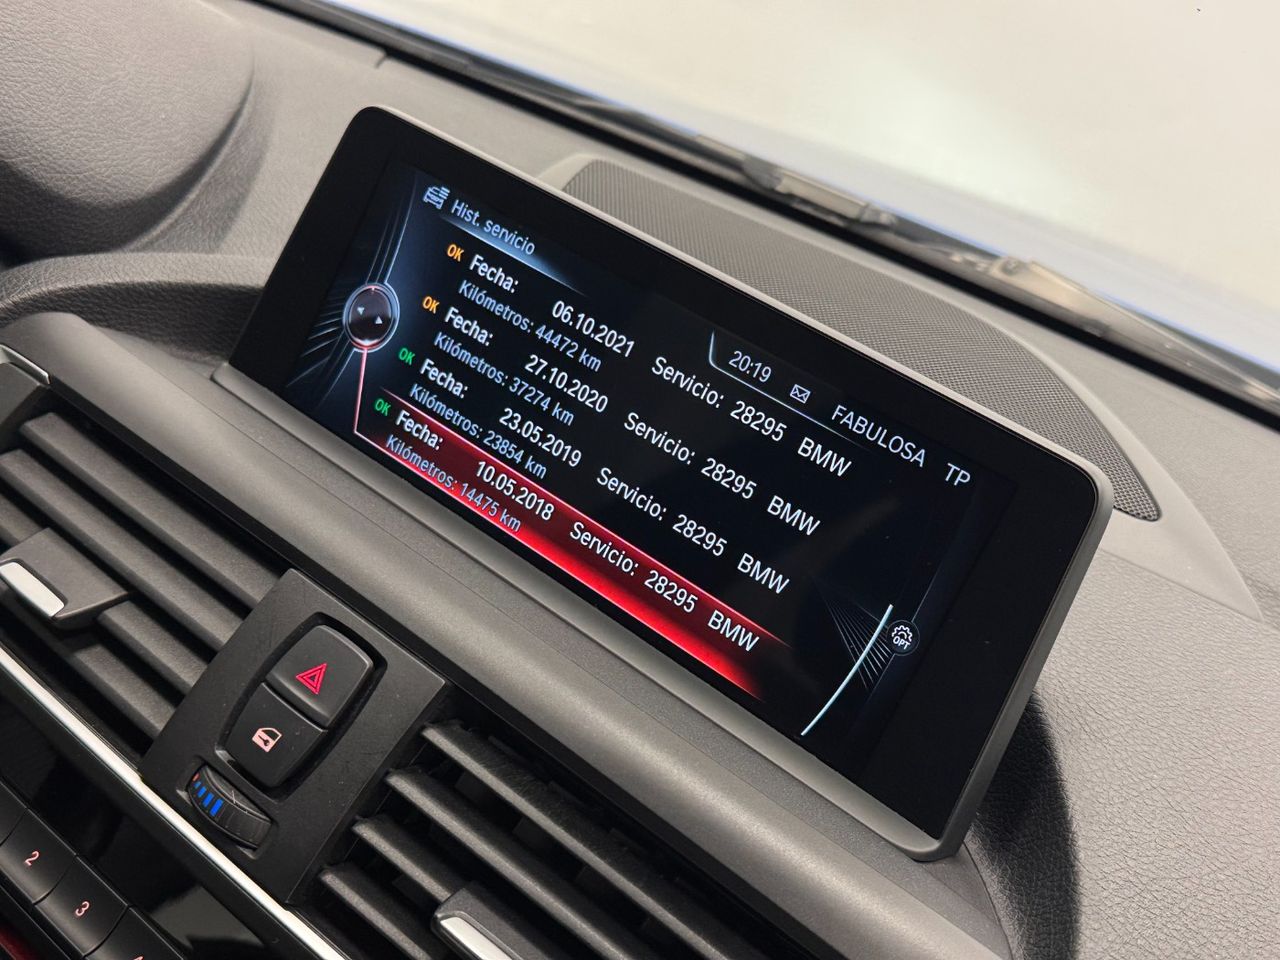 Hist. servicio
20:19 FABULOSA TP
OK Fecha: 06.10.2021 Servicio: 28295 BMW
Kilómetros: 44472 km
OK Fecha: 27.10.2020 Servicio: 28295 BMW
Kilómetros: 37274 km
OK Fecha: 23.05.2019 Servicio: 28295 BMW
Kilómetros: 23854 km
OK Fecha: 10.05.2018 Servicio: 28295 BMW
Kilómetros: 14475 km
OPT
2
3